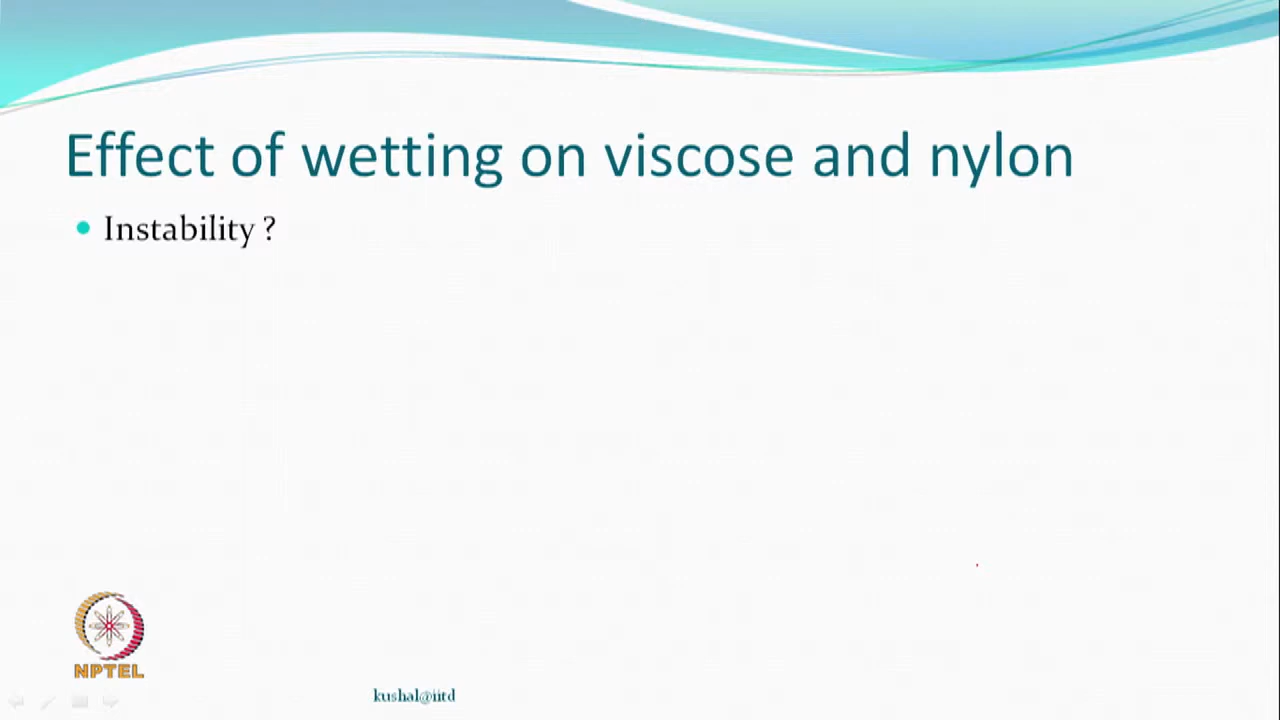 Effect of wetting on viscose and nylon
Instability ?
NPTEL
kushal@iitd